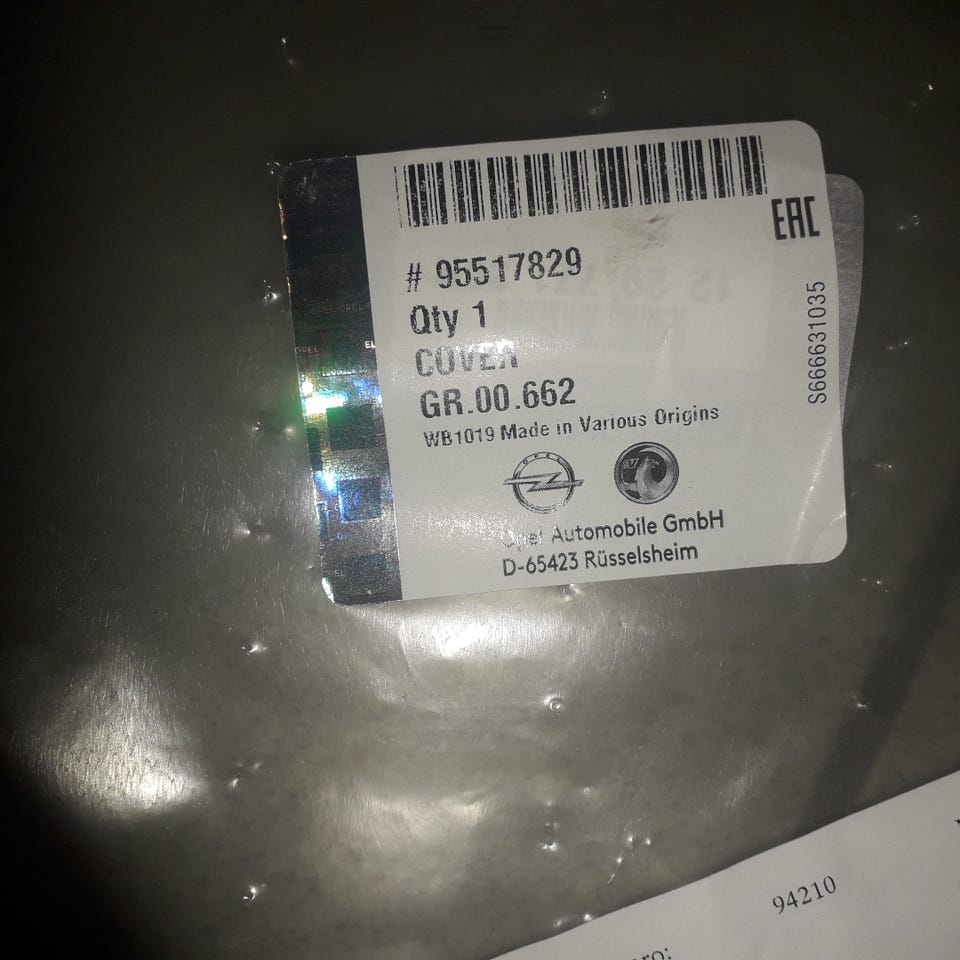 EAC
# 95517829
Qty 1
COVER
GR.00.662
WB1019 Made in Various Origins
S666631035
OPEL
Opel Automobile GmbH
D-65423 Rüsselsheim
94210